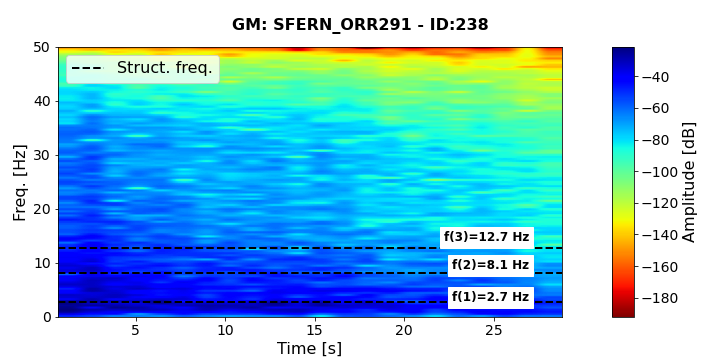 GM: SFERN_ORR291 - ID:238
Struct. freq.
50
40
30
20
10
0
Freq. [Hz]
f(3)=12.7 Hz
f(2)=8.1 Hz
f(1)=2.7 Hz
5
10
15
20
25
Time [s]
−40
−60
−80
−100
−120
−140
−160
−180
Amplitude [dB]